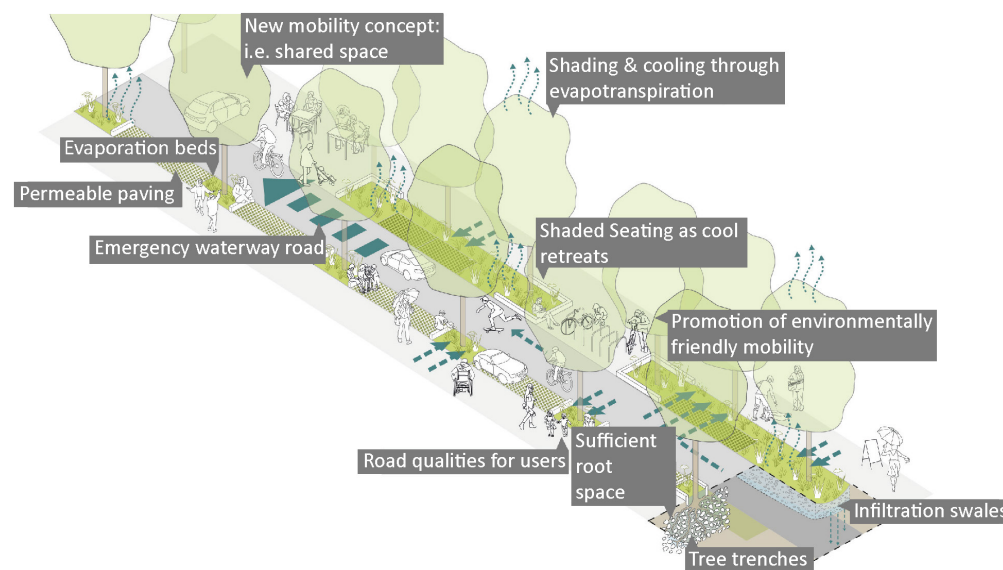 New mobility concept:
i.e. shared space
Shading & cooling through
evapotranspiration
Evaporation beds
Permeable paving
Emergency waterway road
Shaded Seating as cool
retreats
Promotion of environmentally
friendly mobility
Road qualities for users
Sufficient
root
space
Infiltration swales
Tree trenches